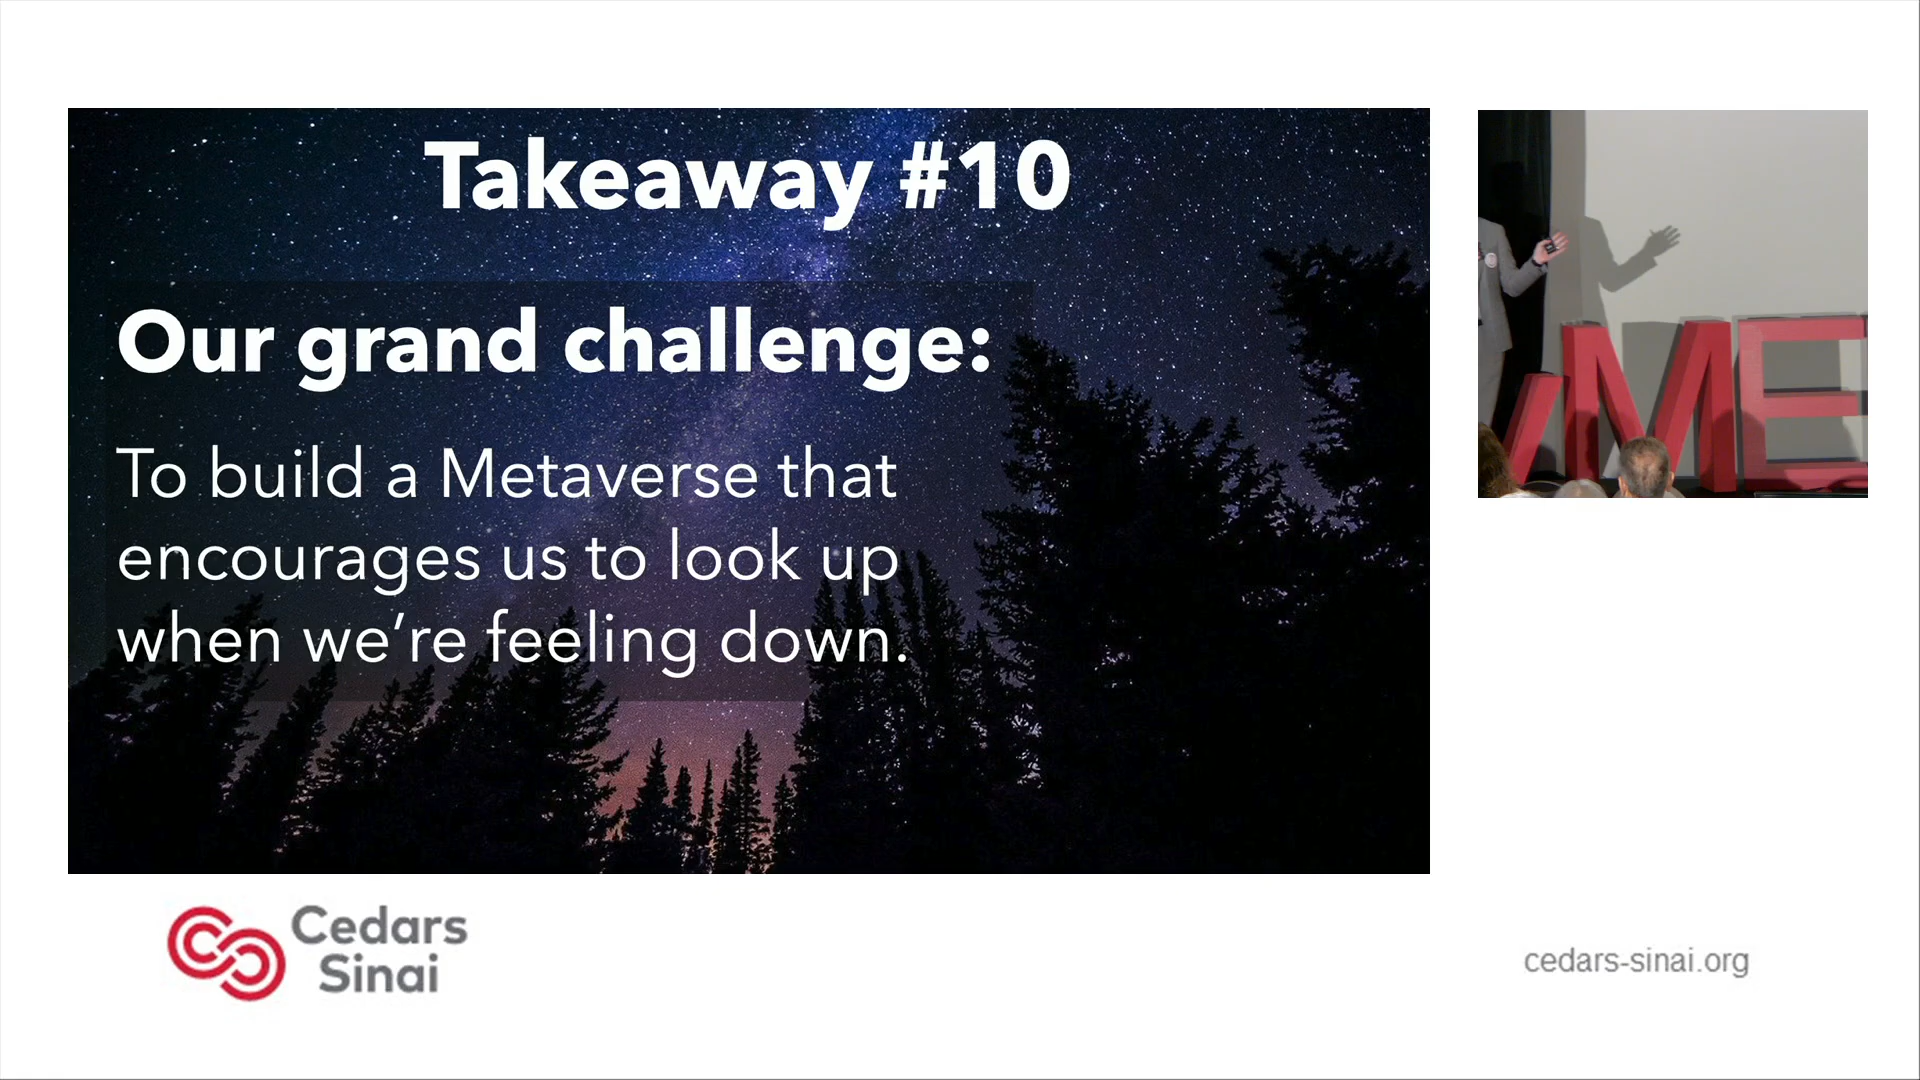 Takeaway #10
Our grand challenge:
To build a Metaverse that
encourages us to look up
when we’re feeling down.
ME
Cedars
Sinai
cedars-sinai.org